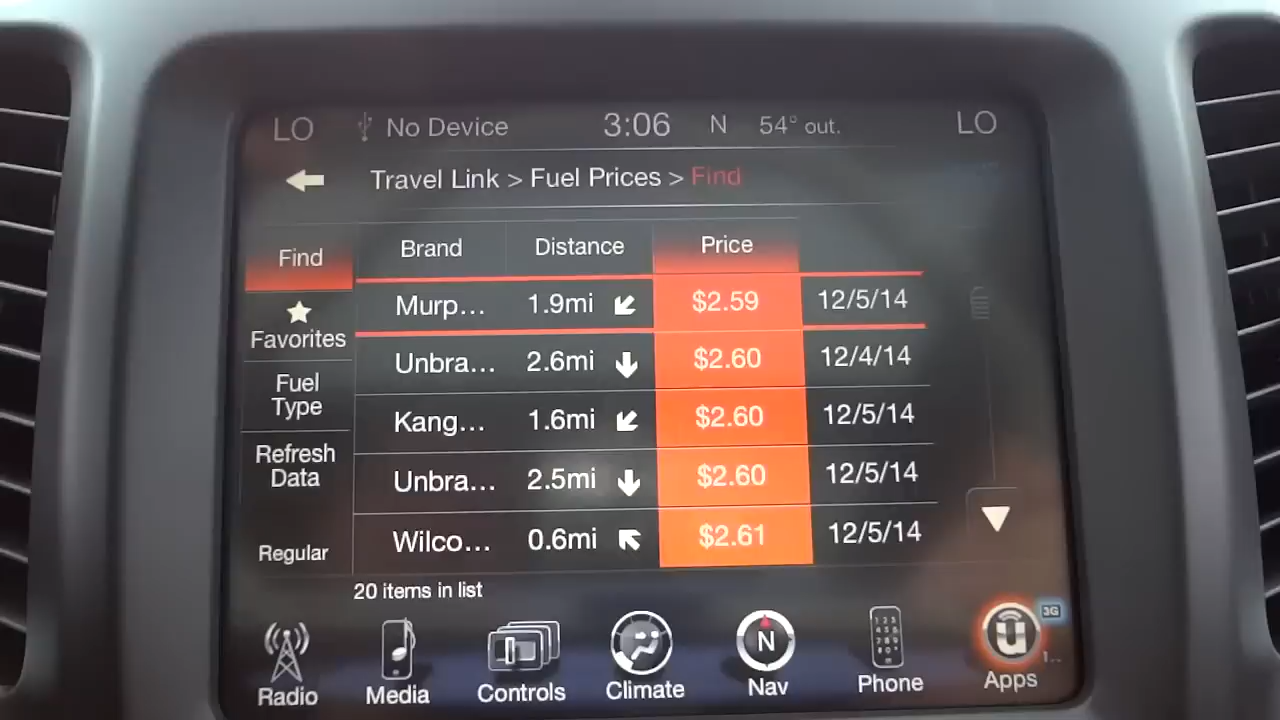 LO No Device 3:06 N 54° out. LO
Travel Link > Fuel Prices > Find
Find
Favorites
Fuel
Type
Refresh
Data
Regular
Brand Distance Price
Murp... 1.9mi $2.59 12/5/14
Unbra... 2.6mi $2.60 12/4/14
Kang... 1.6mi $2.60 12/5/14
Unbra... 2.5mi $2.60 12/5/14
Wilco... 0.6mi $2.61 12/5/14
20 items in list
3G
N
Radio Media Controls Climate Nav Phone Apps